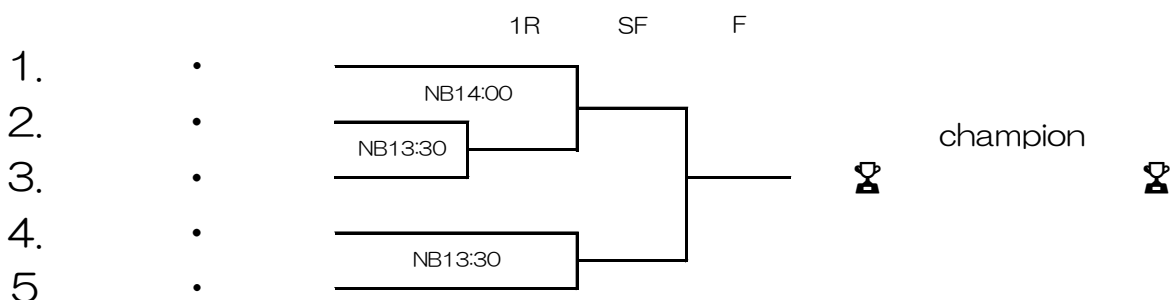 1R SF F
1. ・
NB14:00
2. ・
champion
NB13:30
3. ・
4. ・
NB13:30
5 ・